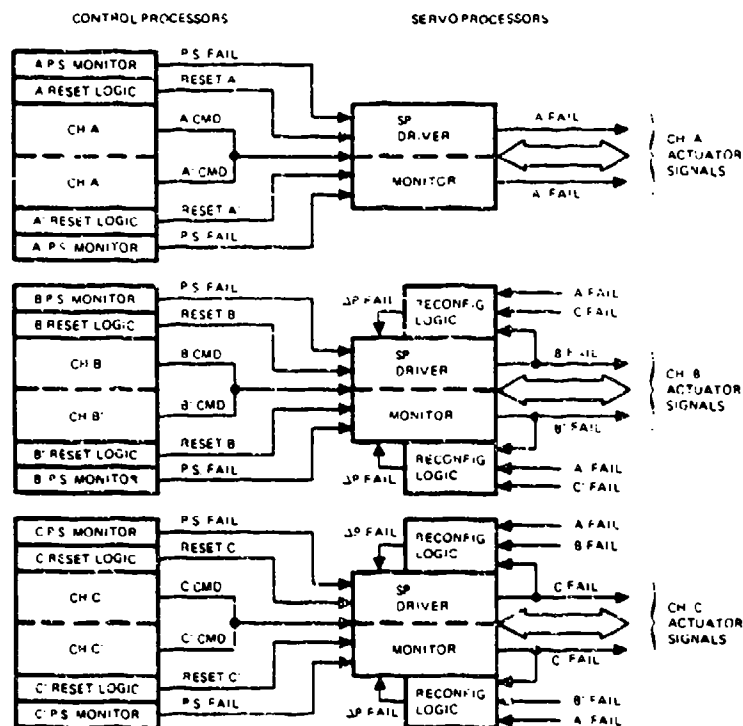 CONTROL PROCESSORS
SERVO PROCESSORS
A P.S. MONITOR
A RESET LOGIC
CH A
CH A
A' RESET LOGIC
A P.S. MONITOR
P.S. FAIL
RESET A
A CMD
A' CMD
RESET A'
P.S. FAIL
SP
DRIVER
MONITOR
A FAIL
A FAIL
CH A
ACTUATOR
SIGNALS
B P.S. MONITOR
B RESET LOGIC
CH B
CH B'
B' RESET LOGIC
B P.S. MONITOR
P.S. FAIL
RESET B
B CMD
B' CMD
RESET B
P.S. FAIL
ΔP FAIL
RECONFIG
LOGIC
SP
DRIVER
MONITOR
ΔP FAIL
RECONFIG
LOGIC
A FAIL
C FAIL
B FAIL
B' FAIL
A' FAIL
C' FAIL
CH B
ACTUATOR
SIGNALS
C P.S. MONITOR
C RESET LOGIC
CH C
CH C'
C' RESET LOGIC
C' P.S. MONITOR
P.S. FAIL
RESET C
C CMD
C' CMD
RESET C'
P.S. FAIL
ΔP FAIL
RECONFIG
LOGIC
SP
DRIVER
MONITOR
ΔP FAIL
RECONFIG
LOGIC
A FAIL
B FAIL
C FAIL
C' FAIL
B' FAIL
A' FAIL
CH C
ACTUATOR
SIGNALS